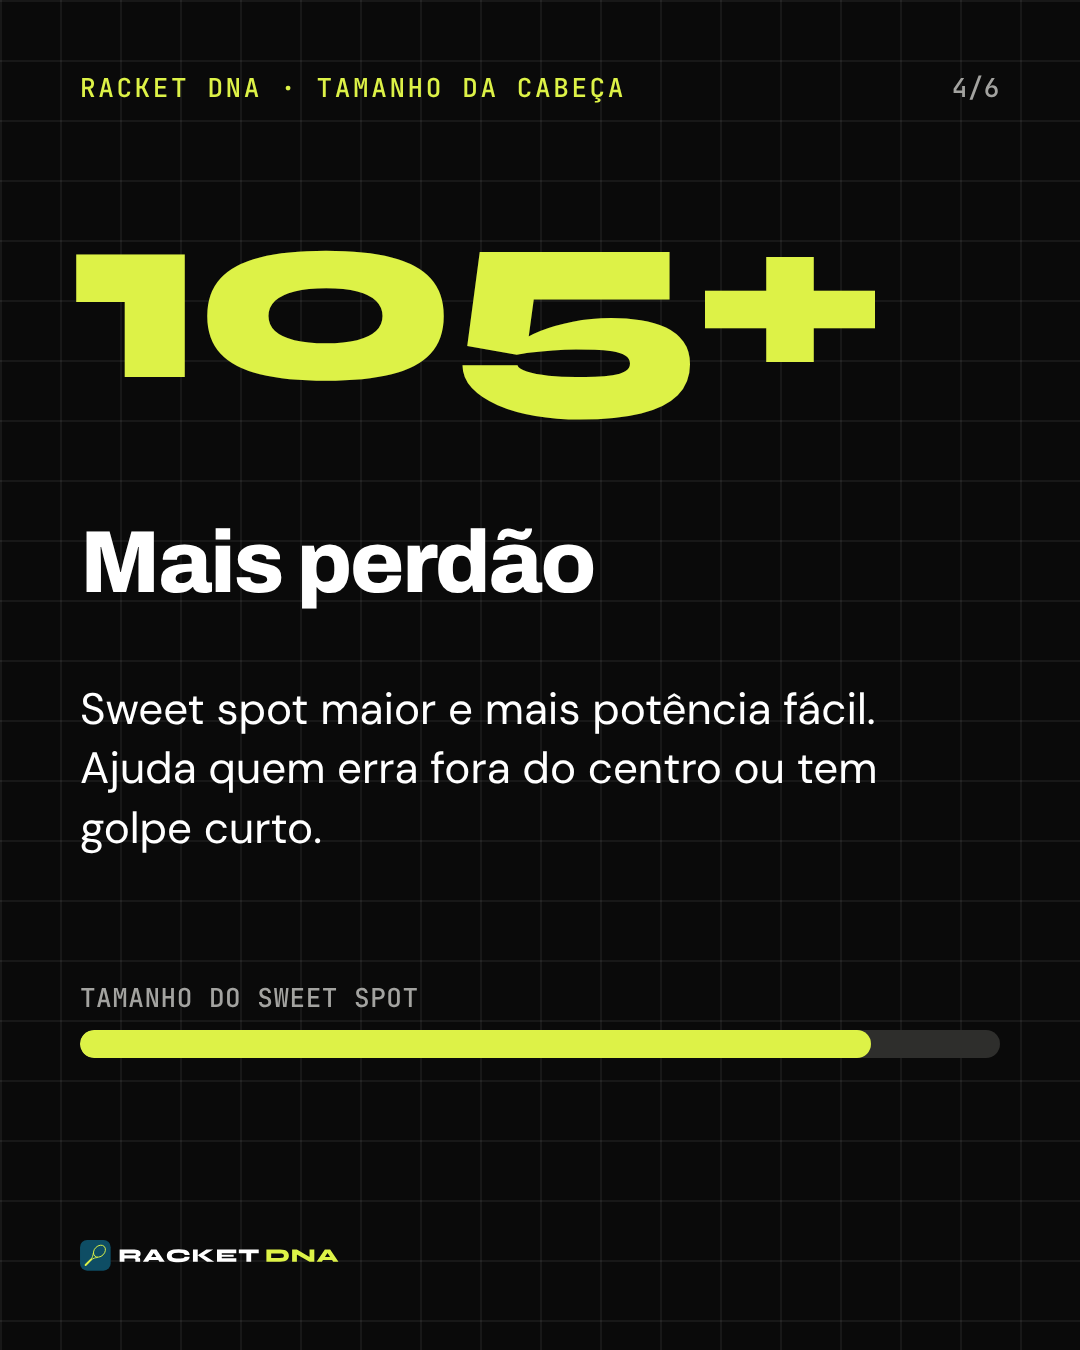 RACKET DNA · TAMANHO DA CABEÇA
4/6
105+
Mais perdão
Sweet spot maior e mais potência fácil.
Ajuda quem erra fora do centro ou tem
golpe curto.
TAMANHO DO SWEET SPOT
RACKET DNA